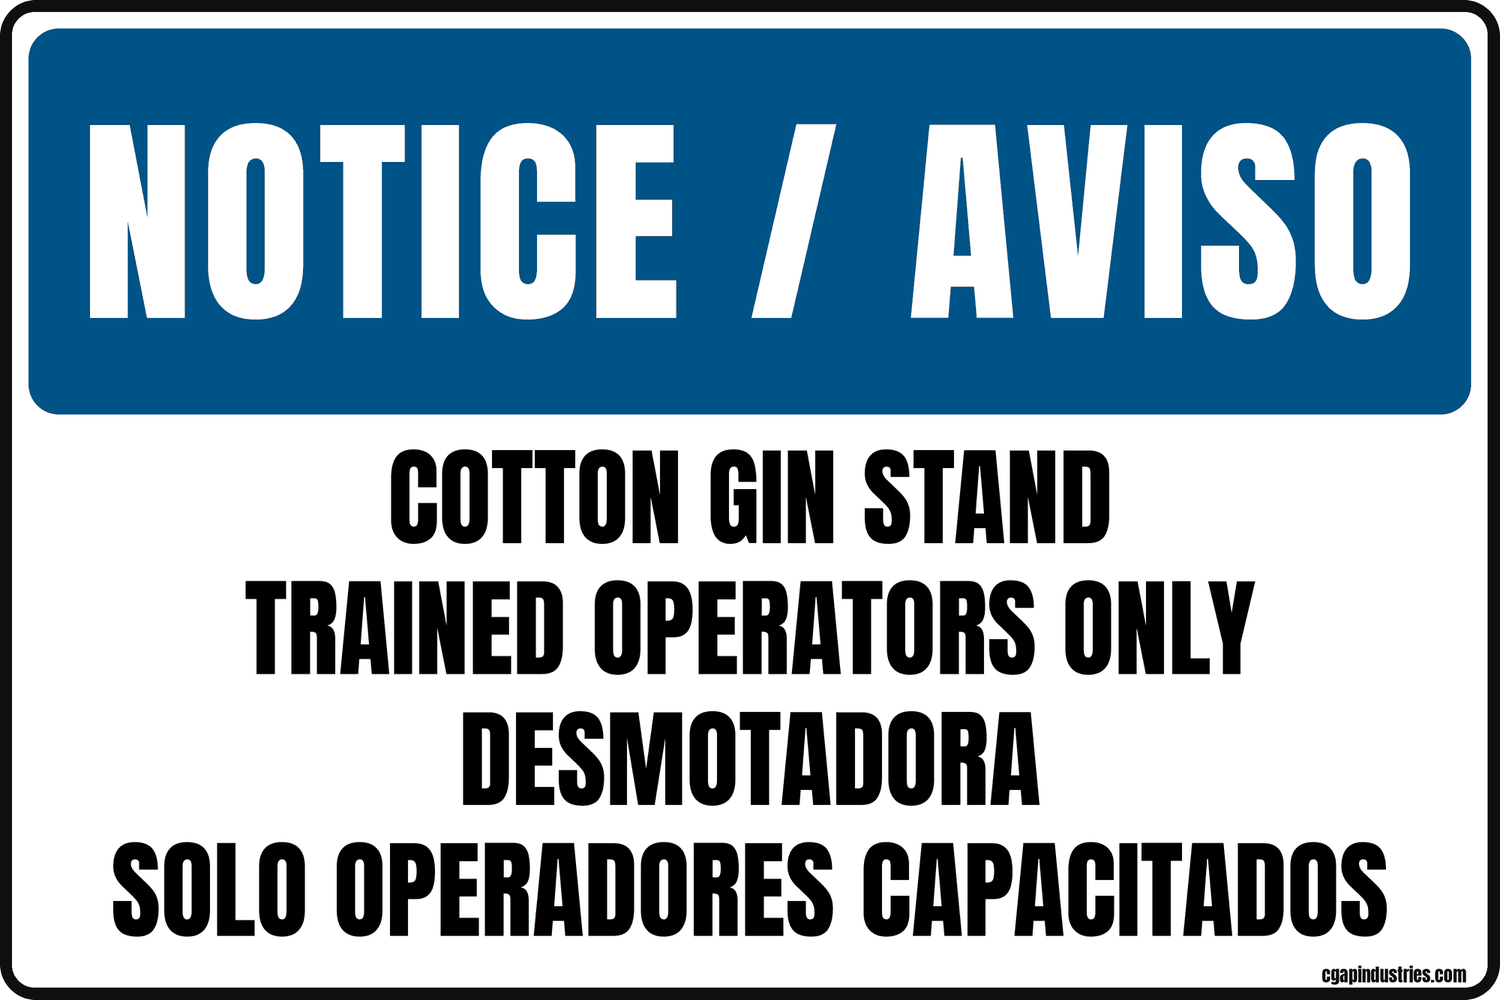 NOTICE / AVISO
COTTON GIN STAND
TRAINED OPERATORS ONLY
DESMOTADORA
SOLO OPERADORES CAPACITADOS
cgapindustries.com